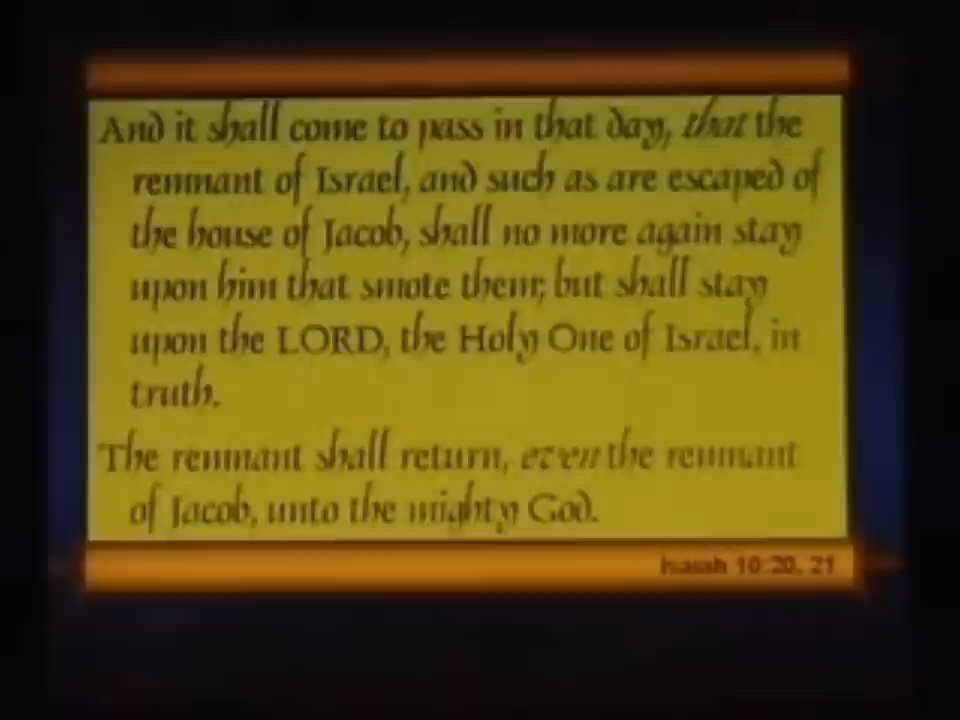 And it shall come to pass in that day, that the
remnant of Israel, and such as are escaped of
the house of Jacob, shall no more again stay
upon him that smote them; but shall stay
upon the LORD, the Holy One of Israel, in
truth.
The remnant shall return, even the remnant
of Jacob, unto the mighty God.
Isaiah 10:20, 21